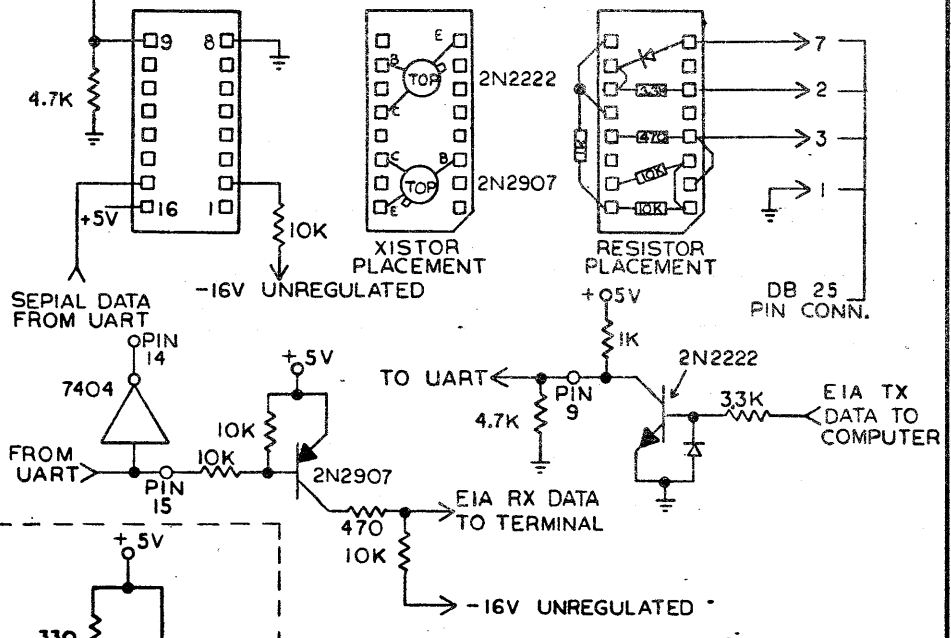 9 8
4.7K
+5V
16 1
10K
-16V UNREGULATED
SEPIAL DATA
FROM UART
E
B
TOP
C
2N2222
C
B
TOP
E
2N2907
XISTOR
PLACEMENT
3.3K
470
1K
10K
10K
RESISTOR
PLACEMENT
7
2
3
1
DB 25
PIN CONN.
PIN
14
7404
FROM
UART
PIN
15
10K
10K
+5V
2N2907
470
10K
EIA RX DATA
TO TERMINAL
-16V UNREGULATED
+5V
1K
2N2222
TO UART
PIN
9
4.7K
3.3K
EIA TX
DATA TO
COMPUTER
+5V
330